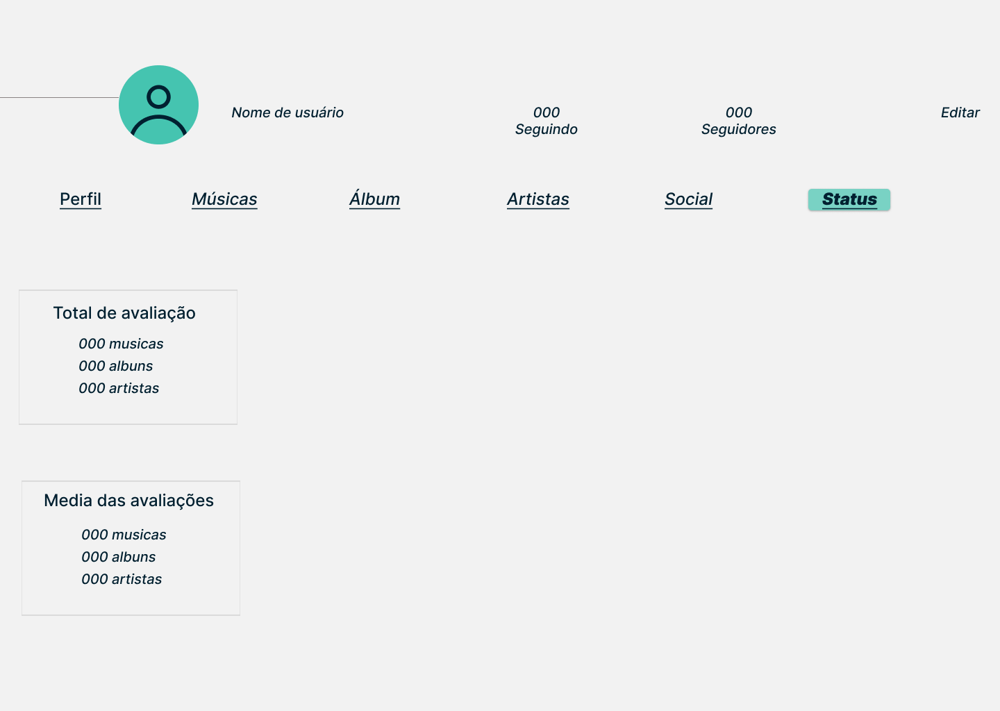 Nome de usuário
000
Seguindo
000
Seguidores
Editar
Perfil
Músicas
Álbum
Artistas
Social
Status
Total de avaliação
000 musicas
000 albuns
000 artistas
Media das avaliações
000 musicas
000 albuns
000 artistas